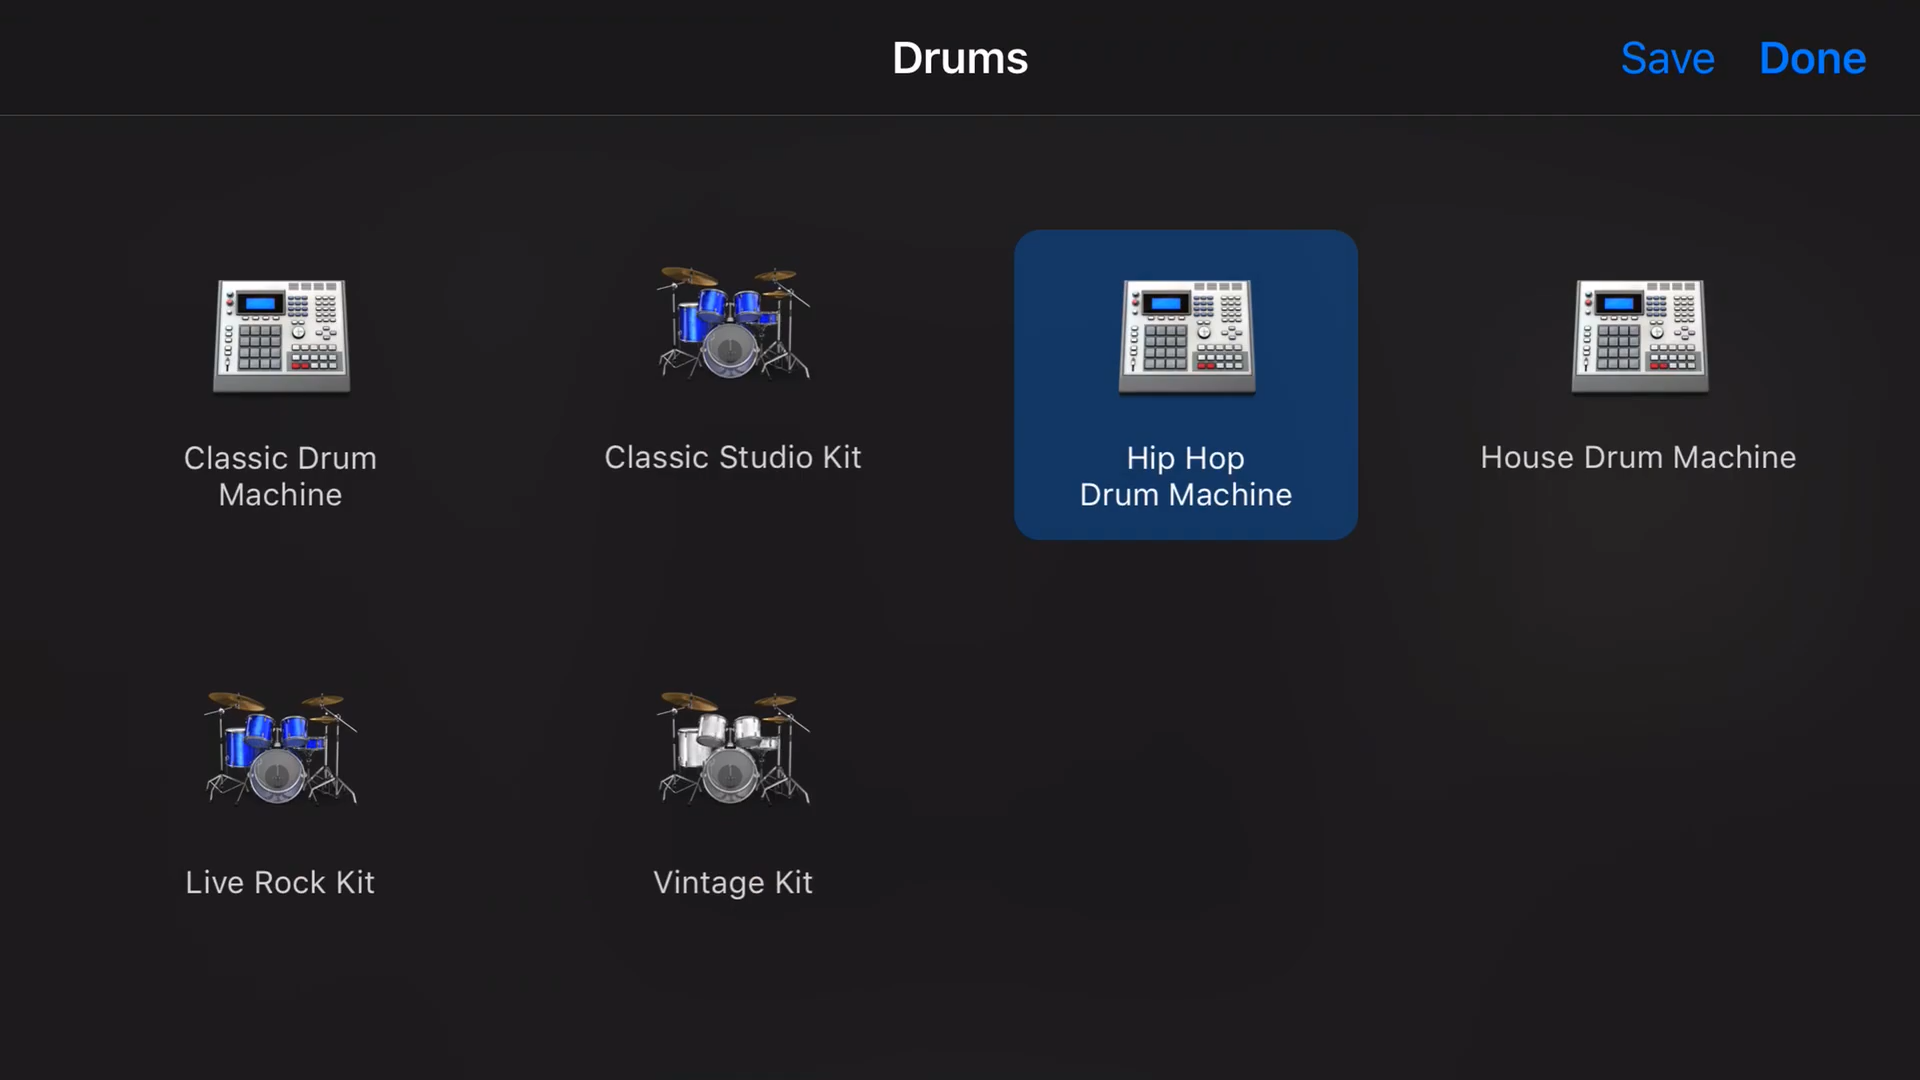 Drums
Save
Done
Classic Drum
Machine
Classic Studio Kit
Hip Hop
Drum Machine
House Drum Machine
Live Rock Kit
Vintage Kit